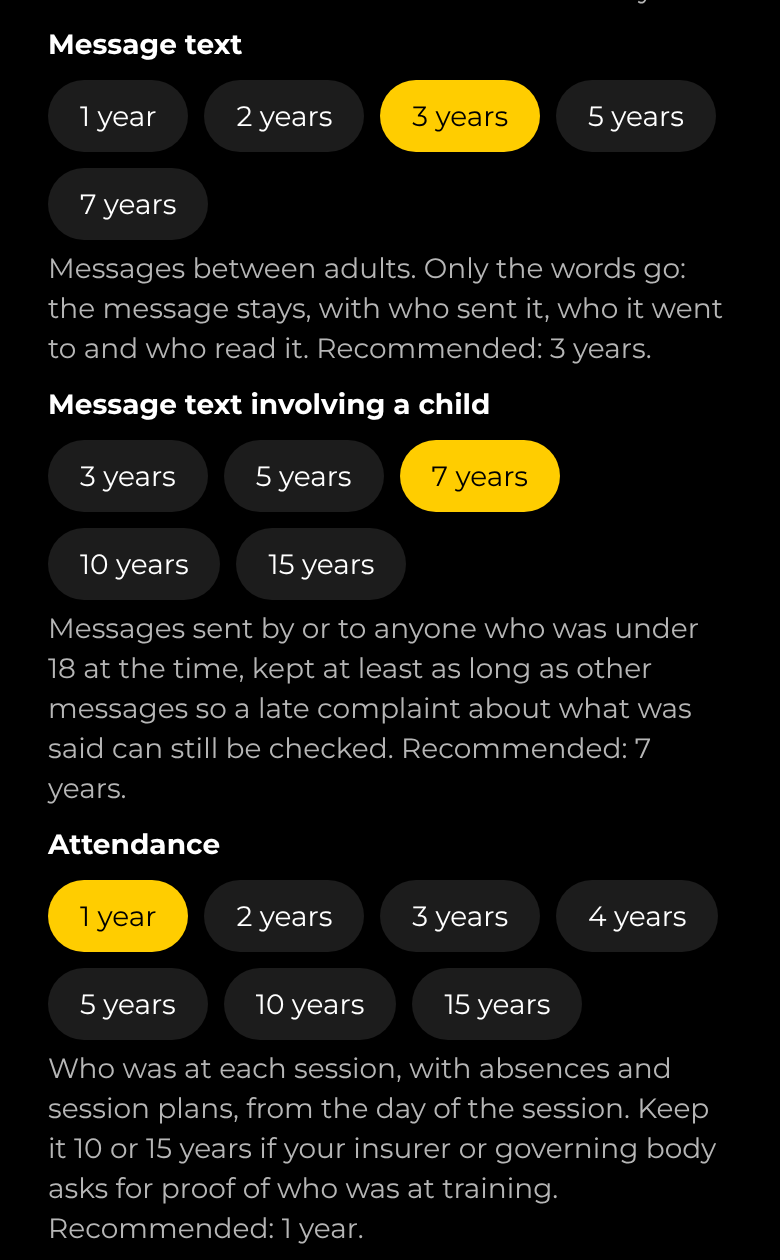 Message text
1 year 2 years 3 years 5 years
7 years
Messages between adults. Only the words go:
the message stays, with who sent it, who it went
to and who read it. Recommended: 3 years.
Message text involving a child
3 years 5 years 7 years
10 years 15 years
Messages sent by or to anyone who was under
18 at the time, kept at least as long as other
messages so a late complaint about what was
said can still be checked. Recommended: 7
years.
Attendance
1 year 2 years 3 years 4 years
5 years 10 years 15 years
Who was at each session, with absences and
session plans, from the day of the session. Keep
it 10 or 15 years if your insurer or governing body
asks for proof of who was at training.
Recommended: 1 year.